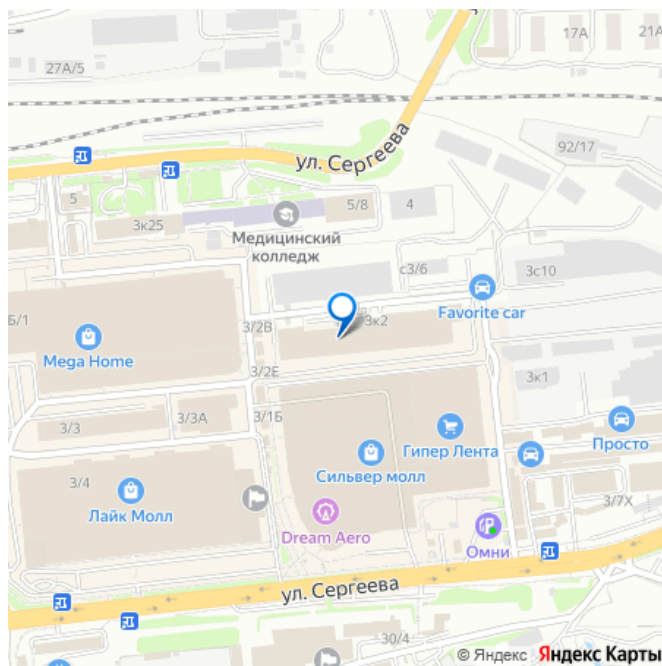 17А
21А
27А/5
92/17
ул. Сергеева
5
5/8
4
3к25
Медицинский
колледж
с3/6
3с10
Favorite car
Б/1
3/2В
3к2
Mega Home
3/2Е
3к1
3/3А
3/3
3/1Б
Гипер Лента
Просто
3/4
Сильвер молл
3/7Х
Лайк Молл
Dream Aero
Омни
ул. Сергеева
30/4
© Яндекс Яндекс Карты